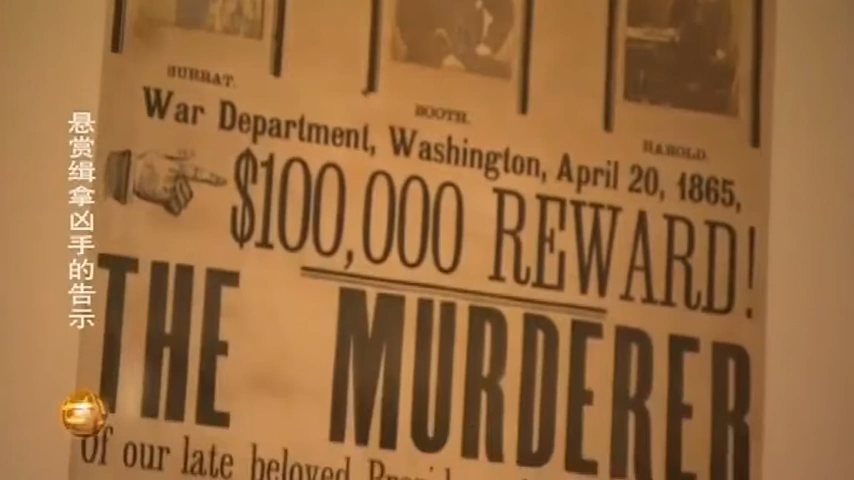 悬赏缉拿凶手的告示
SURRAT.
BOOTH.
HAROLD.
War Department, Washington, April 20, 1865,
$100,000 REWARD!
THE MURDERER
Of our late beloved